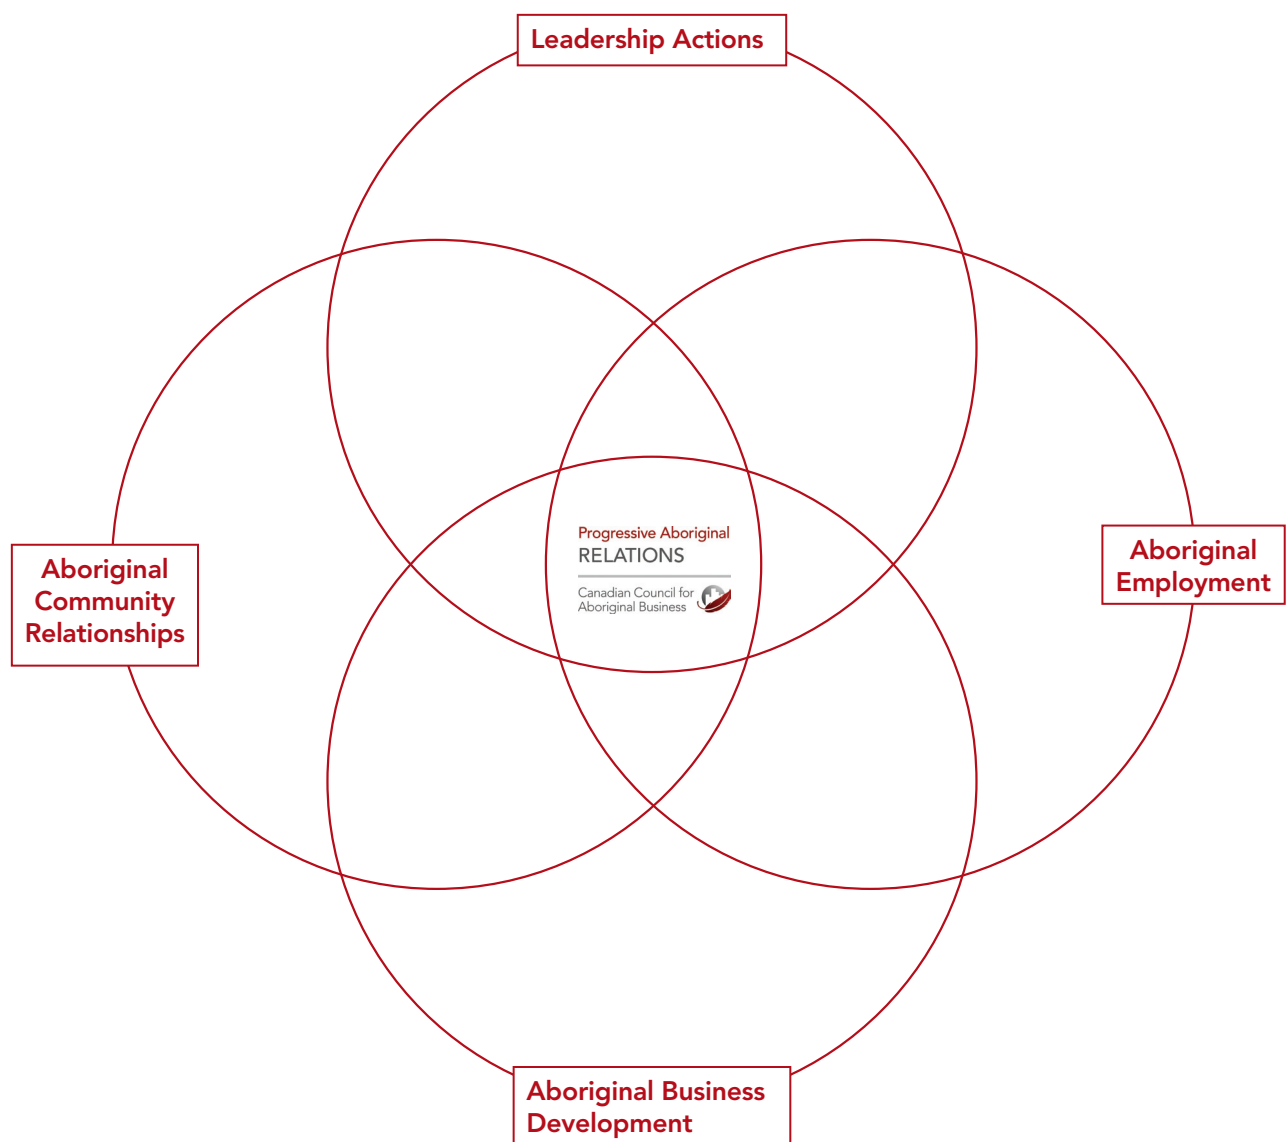 Leadership Actions
Aboriginal
Community
Relationships
Progressive Aboriginal
RELATIONS
Canadian Council for
Aboriginal Business
Aboriginal
Employment
Aboriginal Business
Development